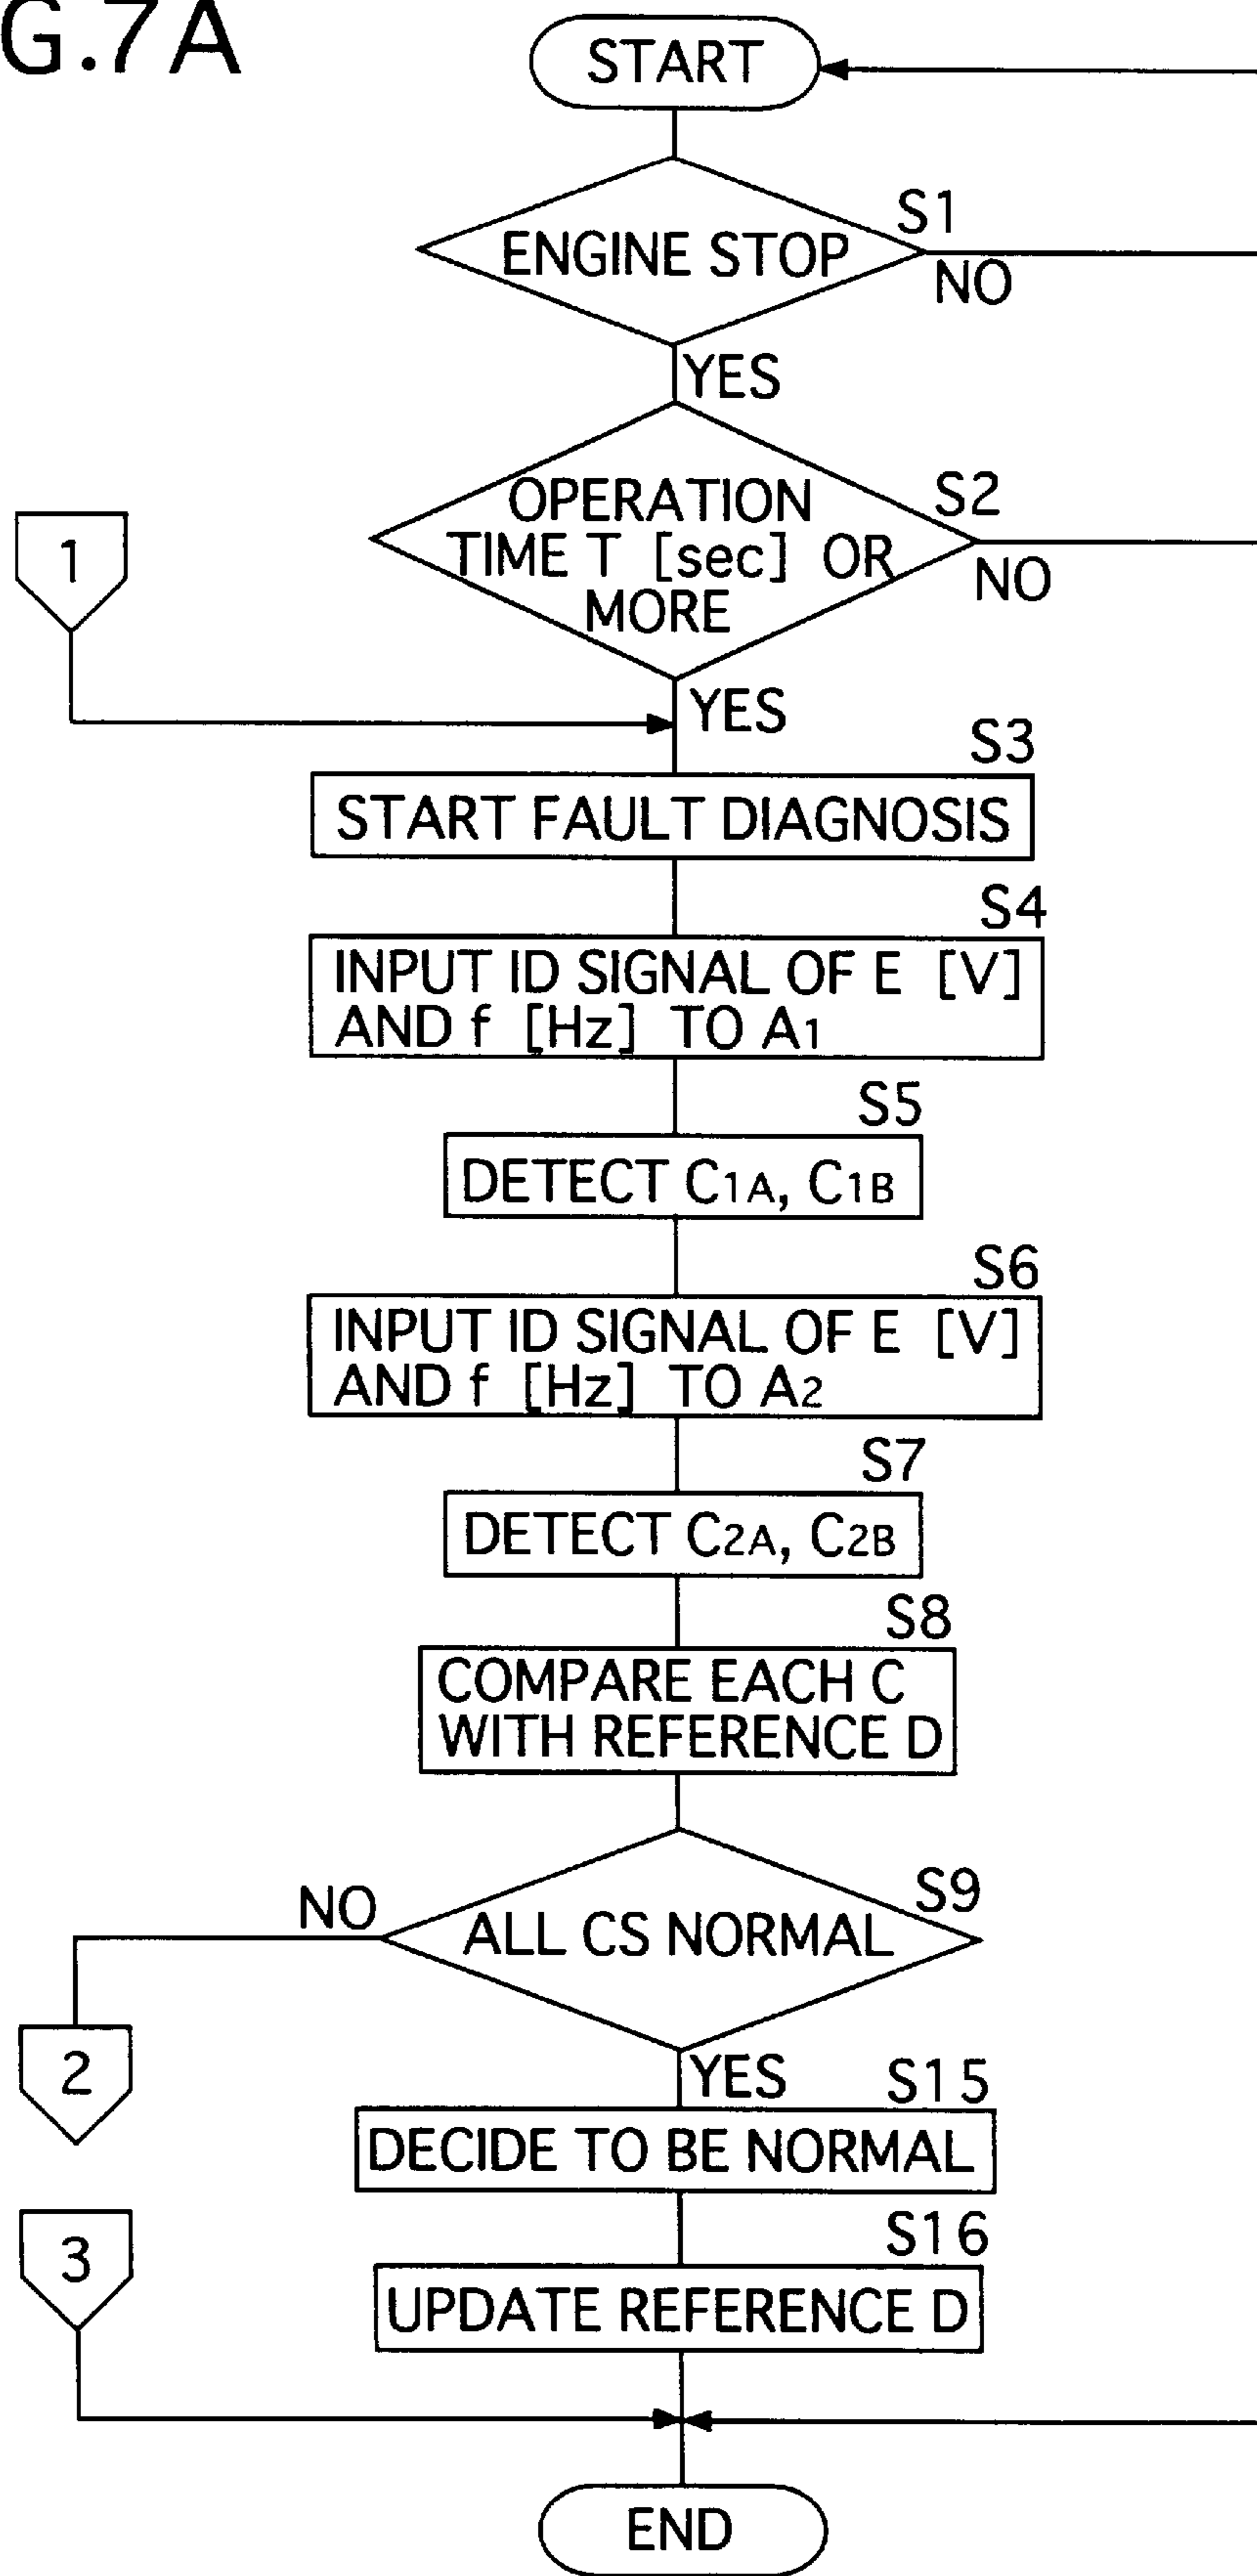 G.7A
START
S1
ENGINE STOP
NO
YES
S2
OPERATION
TIME T [sec] OR
MORE
NO
1
YES
S3
START FAULT DIAGNOSIS
S4
INPUT ID SIGNAL OF E [V]
AND f [Hz] TO A1
S5
DETECT C1A, C1B
S6
INPUT ID SIGNAL OF E [V]
AND f [Hz] TO A2
S7
DETECT C2A, C2B
S8
COMPARE EACH C
WITH REFERENCE D
S9
NO
ALL CS NORMAL
2
YES
S15
DECIDE TO BE NORMAL
3
S16
UPDATE REFERENCE D
END